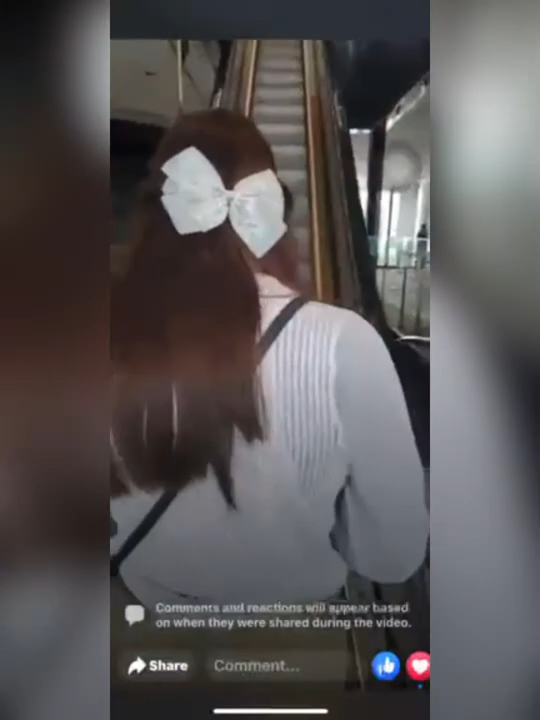 Comments and reactions will appear based
on when they were shared during the video.
Share
Comment...